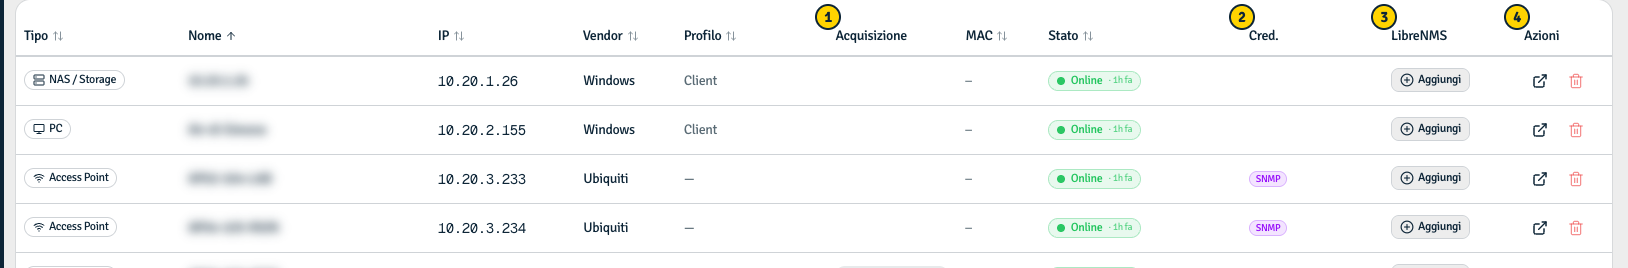 1 2 3 4
Tipo Nome IP Vendor Profilo Acquisizione MAC Stato Cred. LibreNMS Azioni
NAS / Storage 10.20.1.26 Windows Client – Online · 1h fa Aggiungi
PC 10.20.2.155 Windows Client – Online · 1h fa Aggiungi
Access Point 10.20.3.233 Ubiquiti — – Online · 1h fa SNMP Aggiungi
Access Point 10.20.3.234 Ubiquiti — – Online · 1h fa SNMP Aggiungi